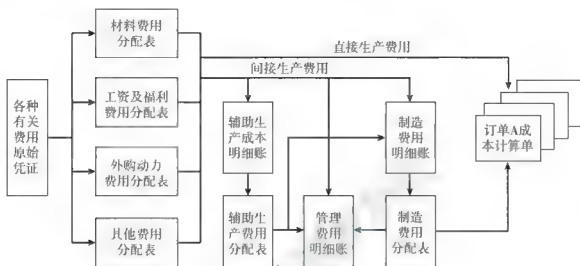 各种
有关
费用
原始
凭证
材料费用
分配表
工资及福利
费用分配表
外购动力
费用分配表
其他费用
分配表
直接生产费用
间接生产费用
辅助生
产成本
明细账
辅助生
产费用
分配表
管理
费用
明细账
制造
费用
明细账
制造
费用
分配表
订单A成
本计算单